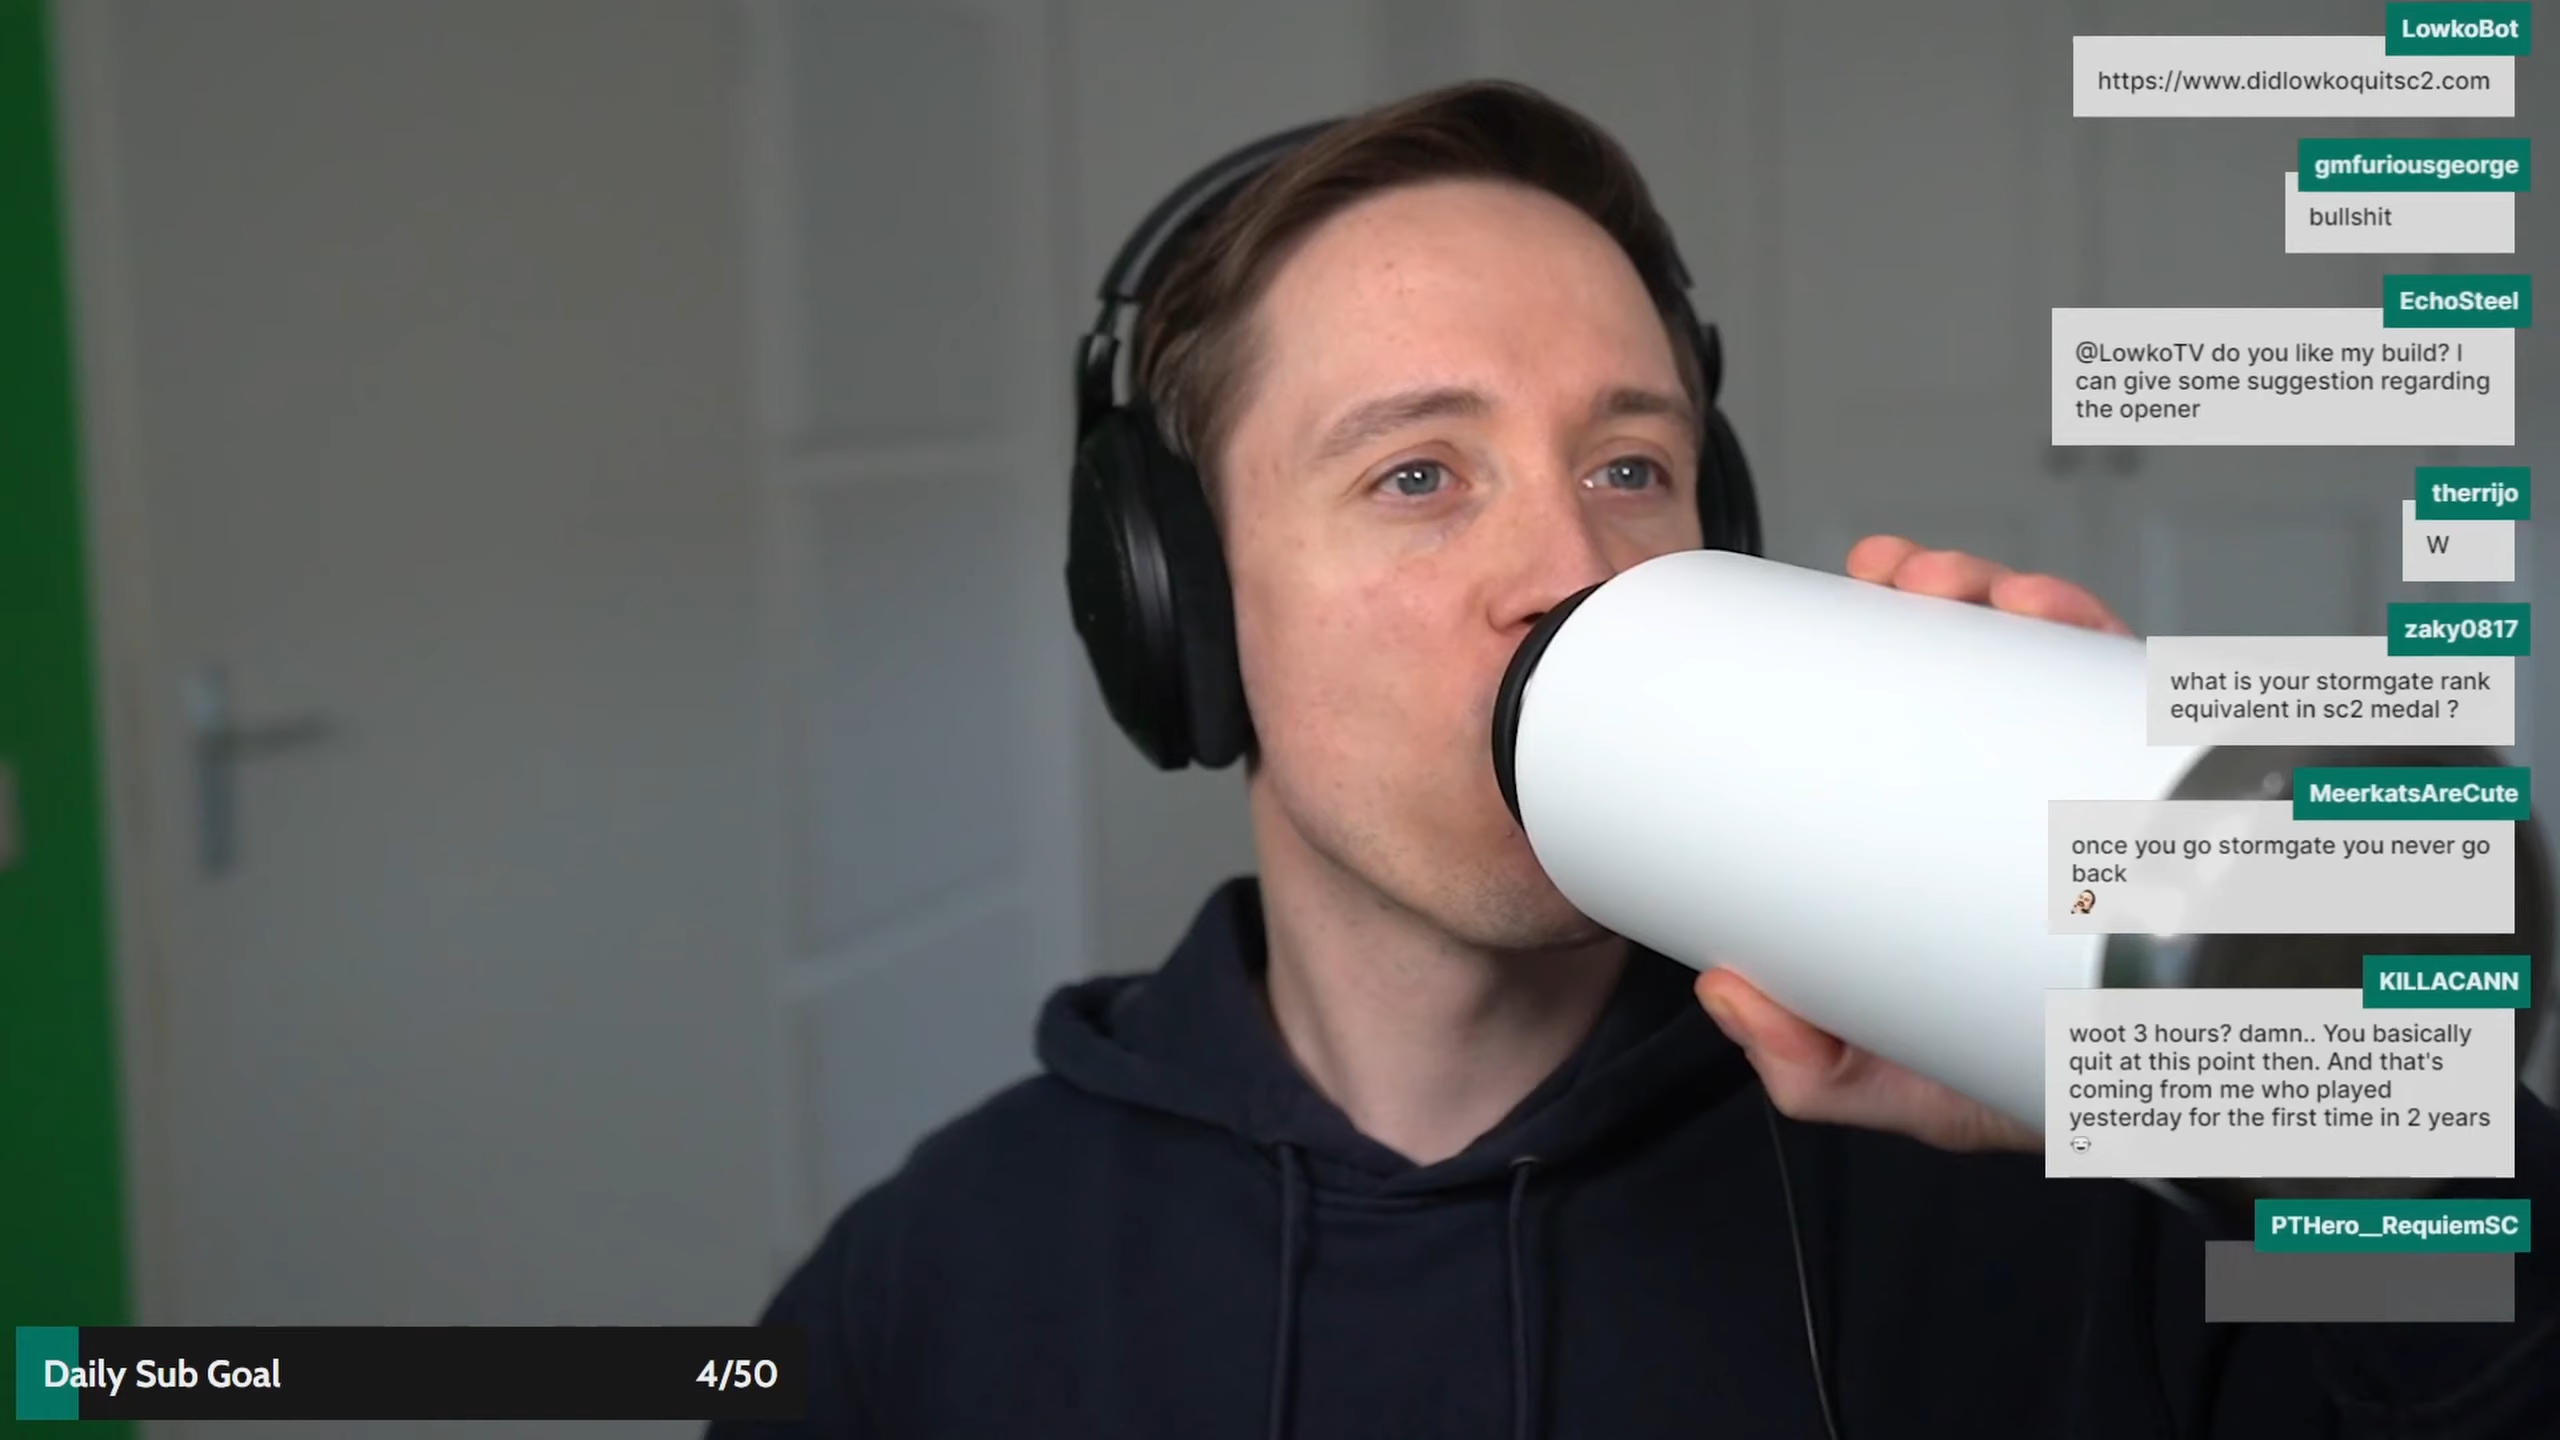 LowkoBot
https://www.didlowkoquitsc2.com
gmfuriousgeorge
bullshit
EchoSteel
@LowkoTV do you like my build? I
can give some suggestion regarding
the opener
therrijo
W
zaky0817
what is your stormgate rank
equivalent in sc2 medal ?
MeerkatsAreCute
once you go stormgate you never go
back
KILLACANN
woot 3 hours? damn.. You basically
quit at this point then. And that's
coming from me who played
yesterday for the first time in 2 years
PTHero__RequiemSC
Daily Sub Goal 4/50